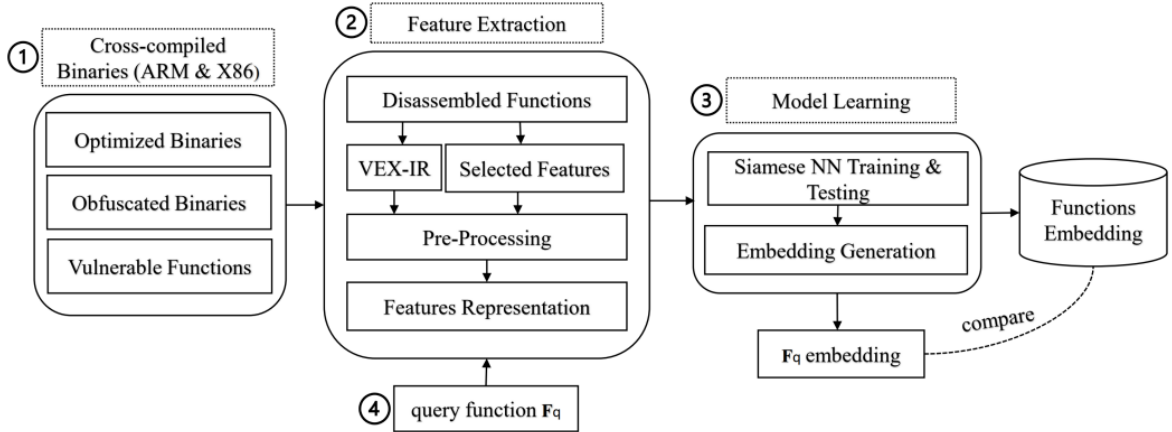 1
Cross-compiled
Binaries (ARM & X86)
Optimized Binaries
Obfuscated Binaries
Vulnerable Functions
2
Feature Extraction
Disassembled Functions
VEX-IR
Selected Features
Pre-Processing
Features Representation
4
query function Fq
3
Model Learning
Siamese NN Training &
Testing
Embedding Generation
Fq embedding
compare
Functions
Embedding